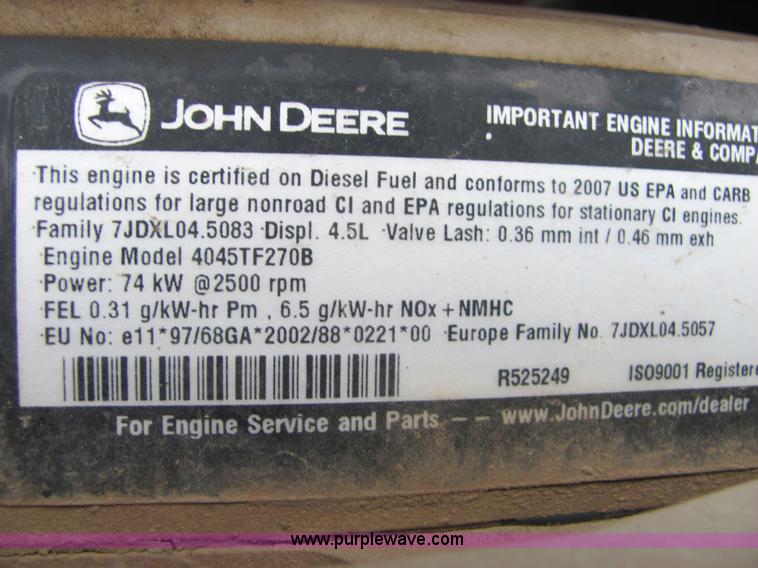 JOHN DEERE
IMPORTANT ENGINE
DEERE &
This engine is certified on Diesel Fuel and conforms to 2007 US EPA and CARB
regulations for large nonroad CI and EPA regulations for stationary CI engines.
Family 7JDXL04.5083 Displ. 4.5L Valve Lash: 0.36 mm int / 0.46 mm exh
Engine Model 4045TF270B
Power: 74 kW @2500 rpm
FEL 0.31 g/kW-hr Pm , 6.5 g/kW-hr NOx + NMHC
EU No: e11*97/68GA*2002/88*0221*00 Europe Family No. 7JDXL04.5057
R525249 ISO9001
For Engine Service and Parts -- www.JohnDeere.com/dealer
www.purplewave.com